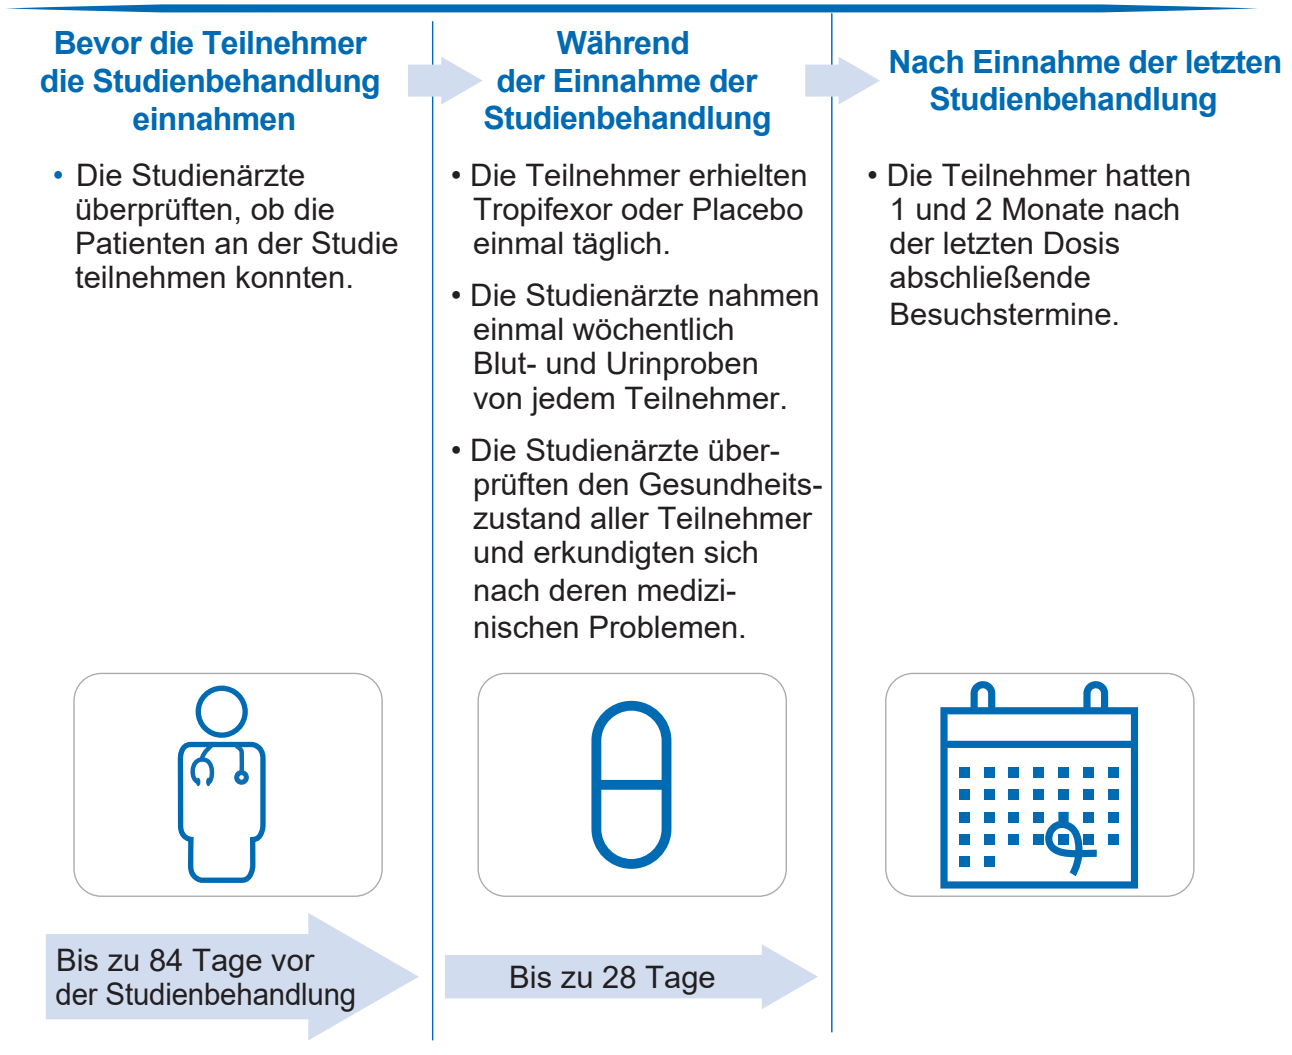 Bevor die Teilnehmer
die Studienbehandlung
einnahmen
• Die Studienärzte
überprüften, ob die
Patienten an der Studie
teilnehmen konnten.
Bis zu 84 Tage vor
der Studienbehandlung
Während
der Einnahme der
Studienbehandlung
• Die Teilnehmer erhielten
Tropifexor oder Placebo
einmal täglich.
• Die Studienärzte nahmen
einmal wöchentlich
Blut- und Urinproben
von jedem Teilnehmer.
• Die Studienärzte über-
prüften den Gesundheits-
zustand aller Teilnehmer
und erkundigten sich
nach deren medizi-
nischen Problemen.
Bis zu 28 Tage
Nach Einnahme der letzten
Studienbehandlung
• Die Teilnehmer hatten
1 und 2 Monate nach
der letzten Dosis
abschließende
Besuchstermine.